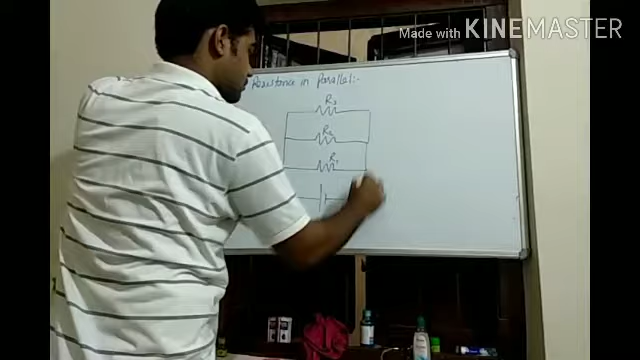 Made with KINEMASTER
Resistance in Parallel:-
R3
R2
R1